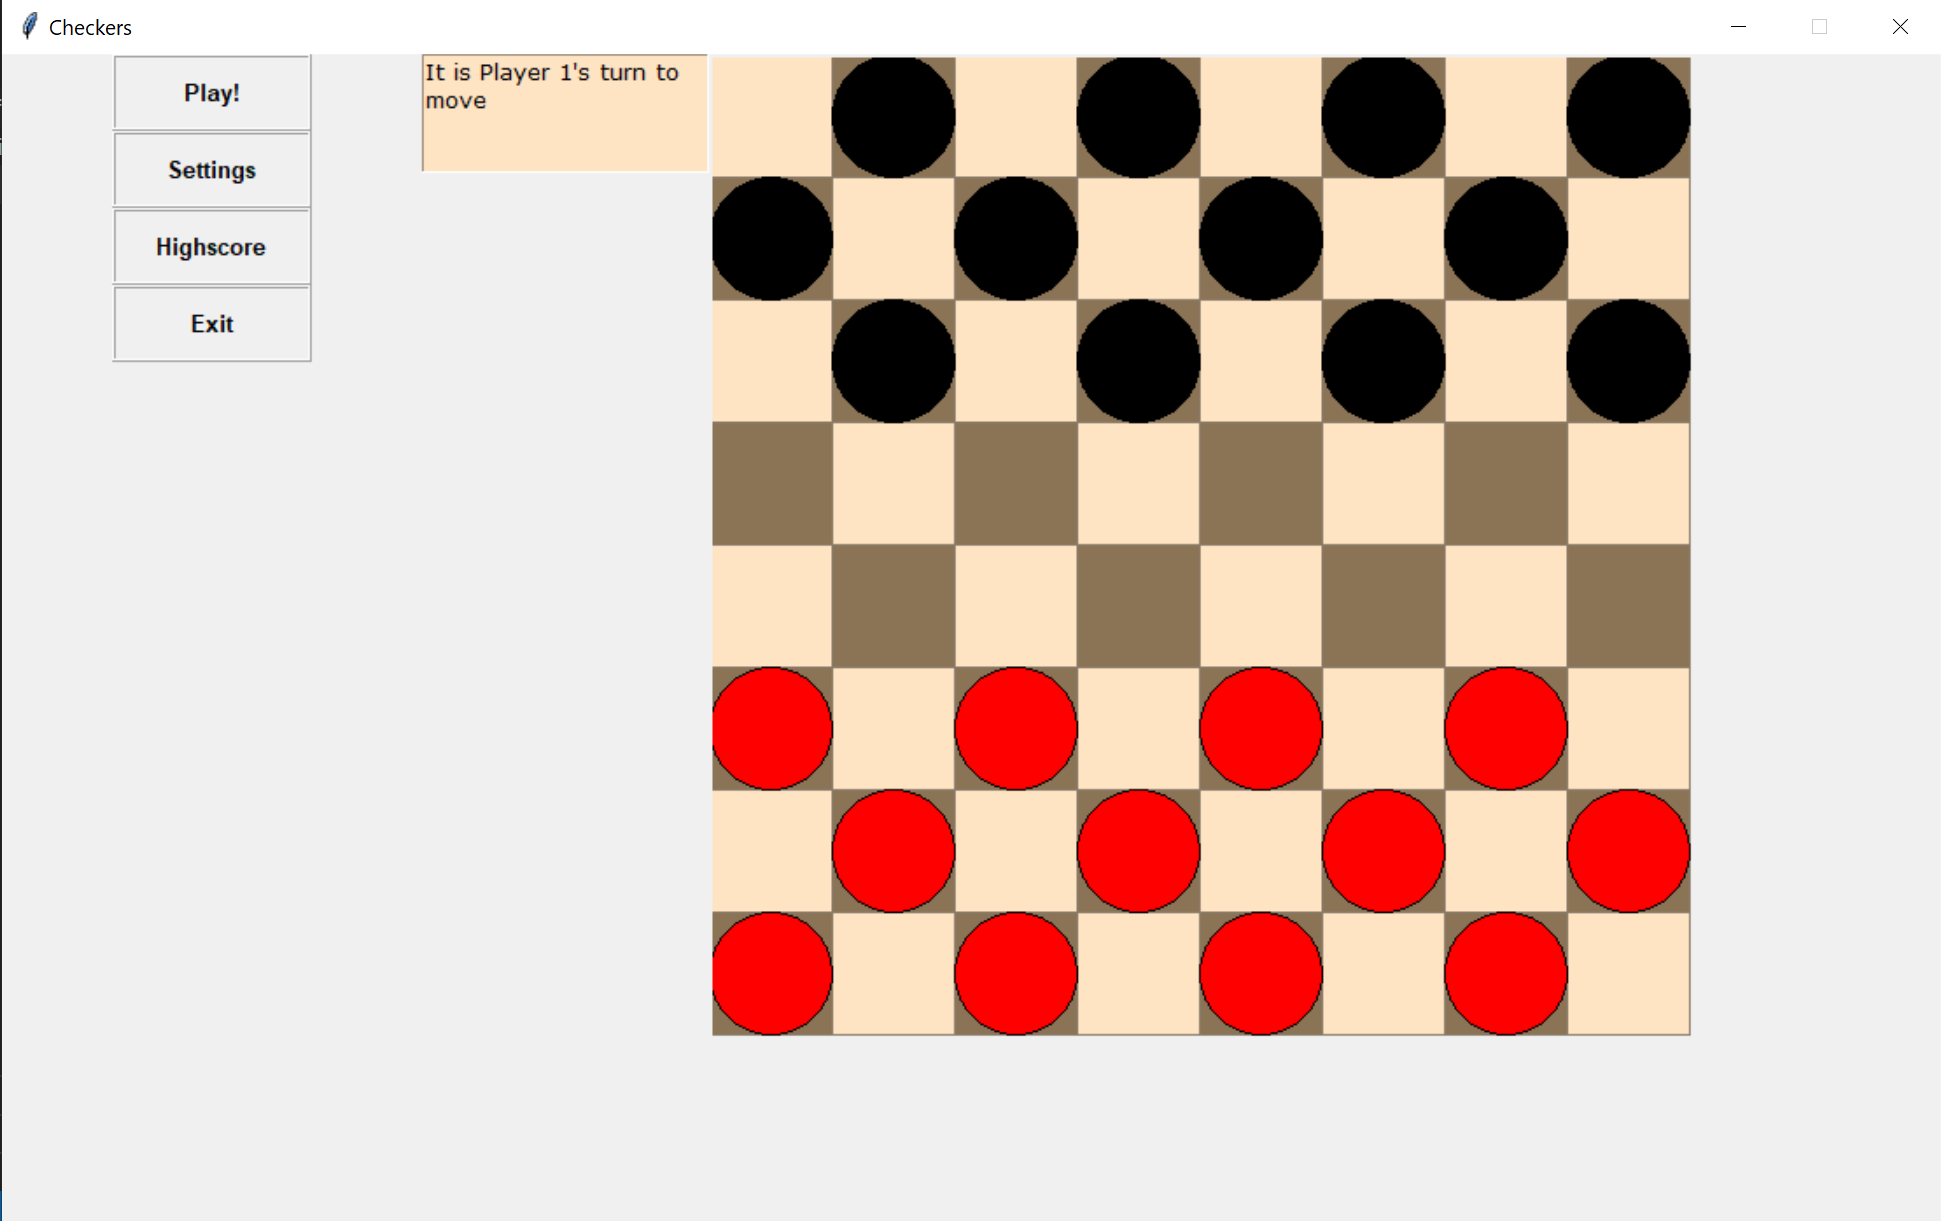 Checkers
Play!
Settings
Highscore
Exit
It is Player 1's turn to
move